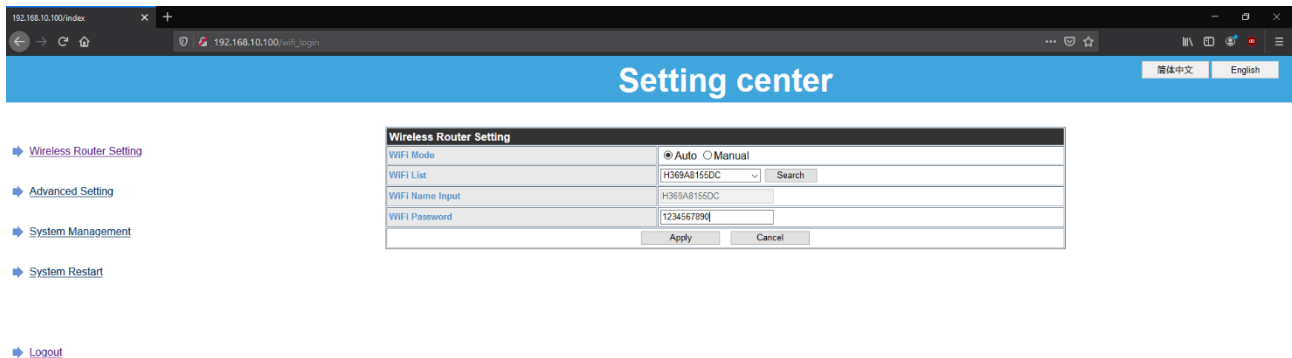 192.168.10.100/index
192.168.10.100/wifi_login
Setting center
简体中文 English
Wireless Router Setting
Advanced Setting
System Management
System Restart
Logout
Wireless Router Setting
WiFi Mode Auto Manual
WiFi List H369A8155DC Search
WiFi Name Input H369A8155DC
WiFi Password 1234567890
Apply Cancel